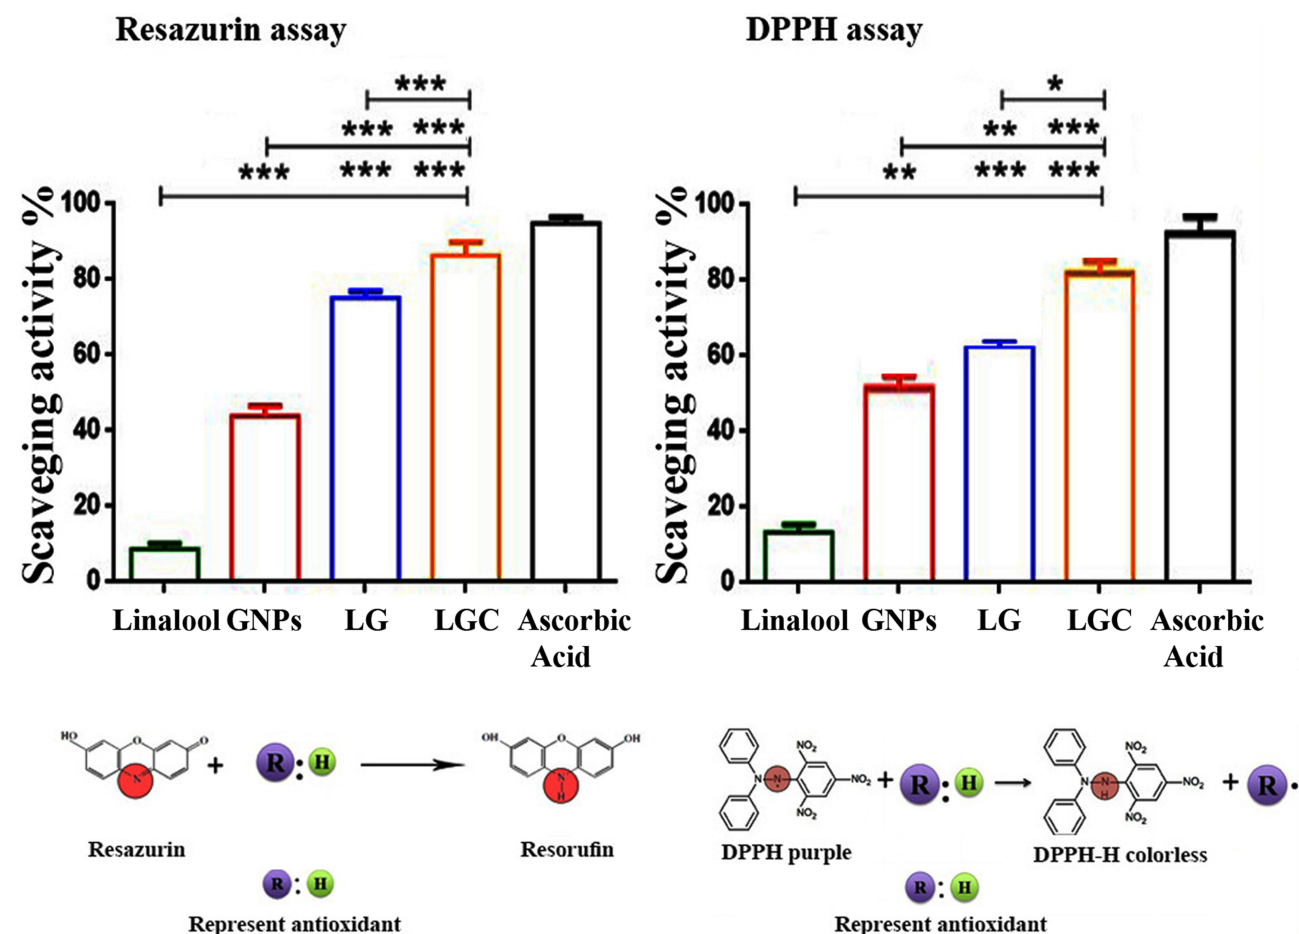 Resazurin assay
***
*** ***
*** *** ***
Scaveging activity %
100
80
60
40
20
0
Linalool GNPs LG LGC Ascorbic
Acid
DPPH assay
*
** ***
** *** ***
Scaveging activity %
100
80
60
40
20
0
Linalool GNPs LG LGC Ascorbic
Acid
HO O O
N
+ R : H
OH O OH
N
H
Resazurin
Resorufin
R : H
Represent antioxidant
NO₂
N N NO₂
NO₂
+ R : H
NO₂
N N NO₂
H
NO₂
+ R •
DPPH purple
DPPH-H colorless
R : H
Represent antioxidant